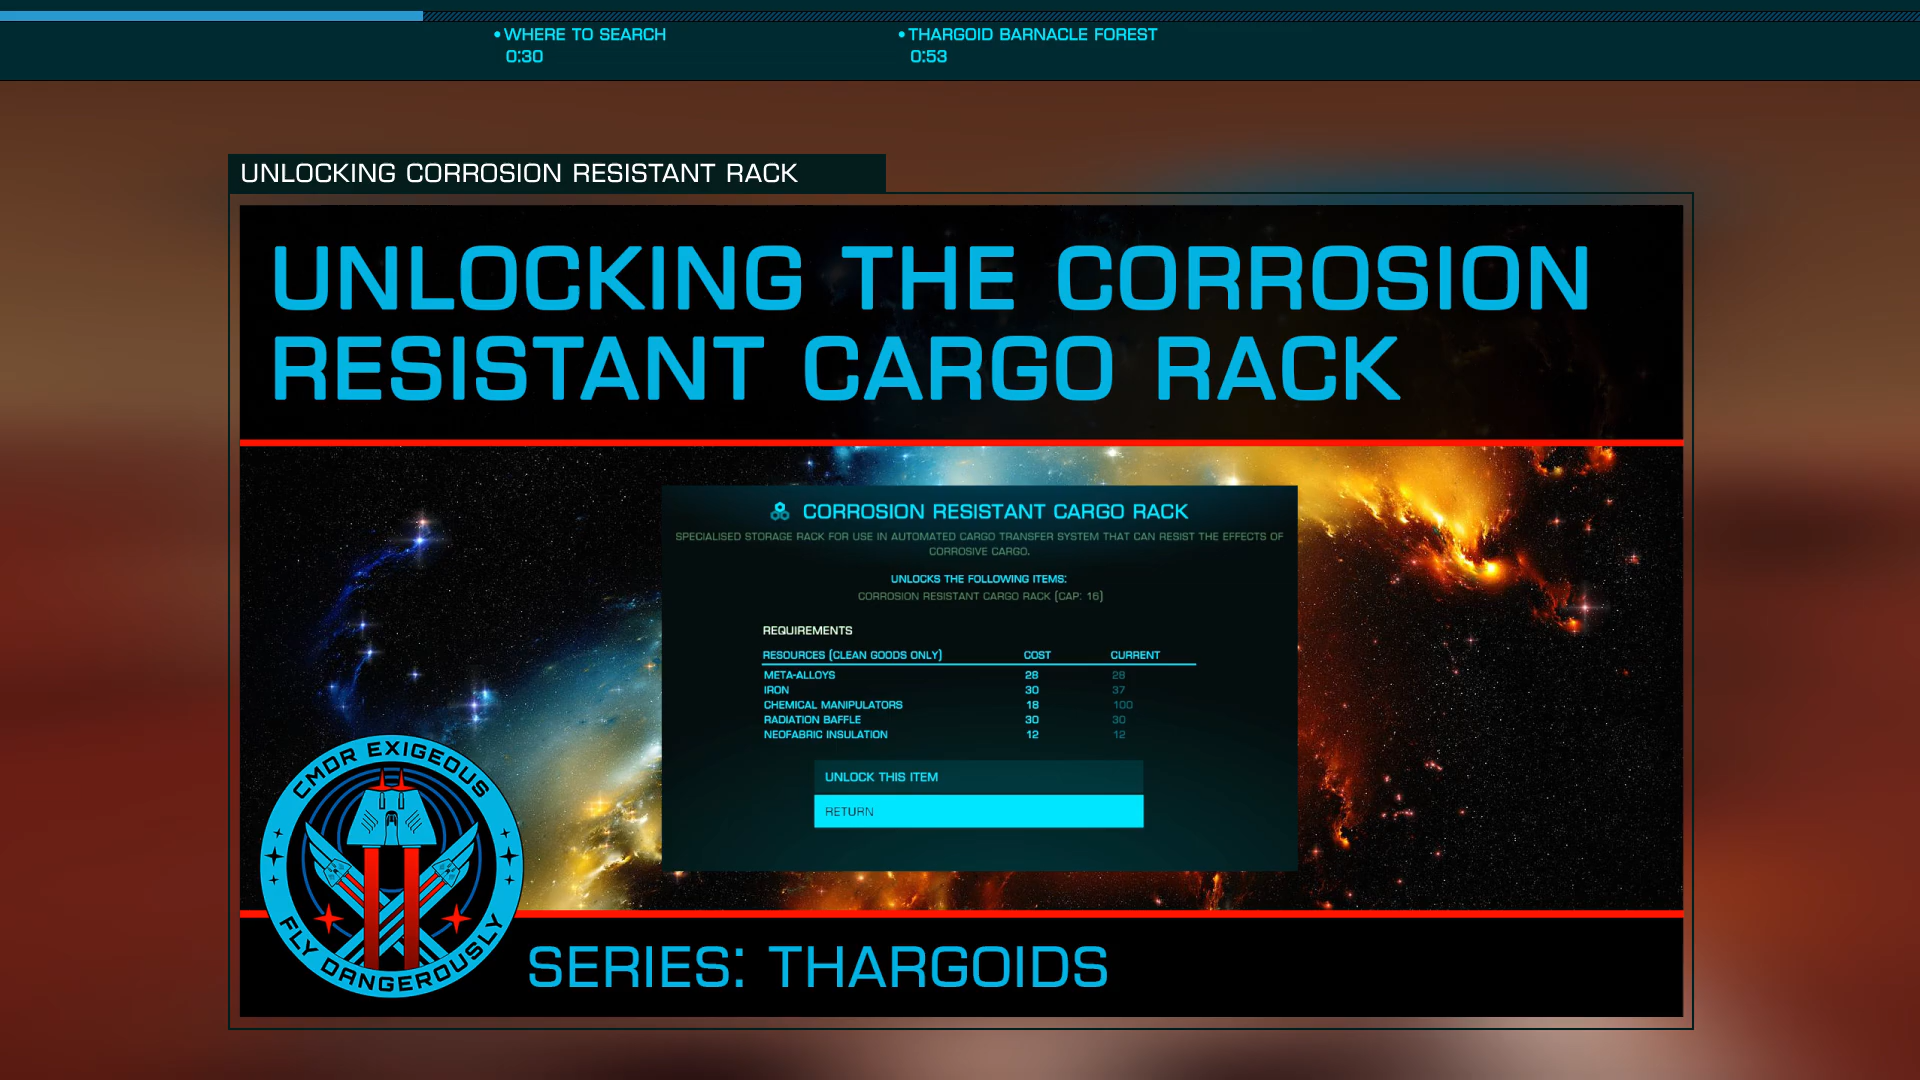 • WHERE TO SEARCH
0:30
• THARGOID BARNACLE FOREST
0:53
UNLOCKING CORROSION RESISTANT RACK
UNLOCKING THE CORROSION
RESISTANT CARGO RACK
CORROSION RESISTANT CARGO RACK
SPECIALISED STORAGE RACK FOR USE IN AUTOMATED CARGO TRANSFER SYSTEM THAT CAN RESIST THE EFFECTS OF
CORROSIVE CARGO.
UNLOCKS THE FOLLOWING ITEMS:
CORROSION RESISTANT CARGO RACK (CAP: 16)
REQUIREMENTS
RESOURCES (CLEAN GOODS ONLY) COST CURRENT
META-ALLOYS 28 28
IRON 30 37
CHEMICAL MANIPULATORS 18 100
RADIATION BAFFLE 30 30
NEOFABRIC INSULATION 12 12
UNLOCK THIS ITEM
RETURN
CMDR EXIGEOUS
FLY DANGEROUSLY
SERIES: THARGOIDS